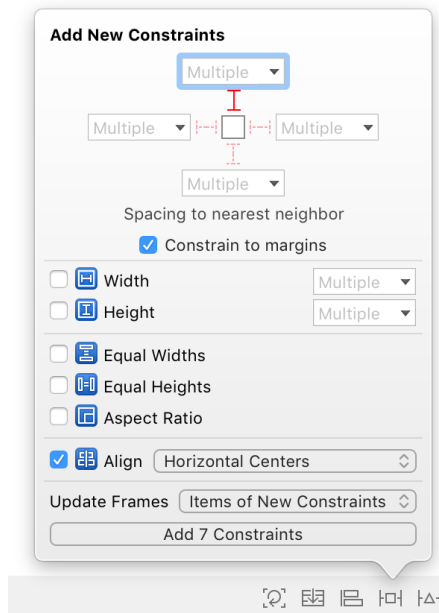 Add New Constraints
Multiple
Multiple Multiple
Multiple
Spacing to nearest neighbor
Constrain to margins
Width Multiple
Height Multiple
Equal Widths
Equal Heights
Aspect Ratio
Align Horizontal Centers
Update Frames Items of New Constraints
Add 7 Constraints